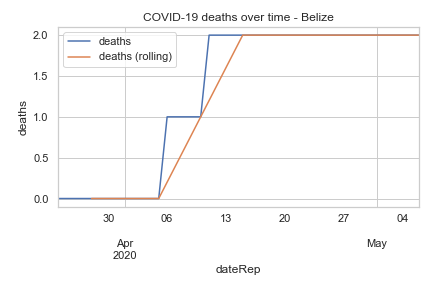 COVID-19 deaths over time - Belize
deaths
deaths (rolling)
2.0
1.5
1.0
0.5
0.0
deaths
30 06 13 20 27 04
Apr May
2020
dateRep